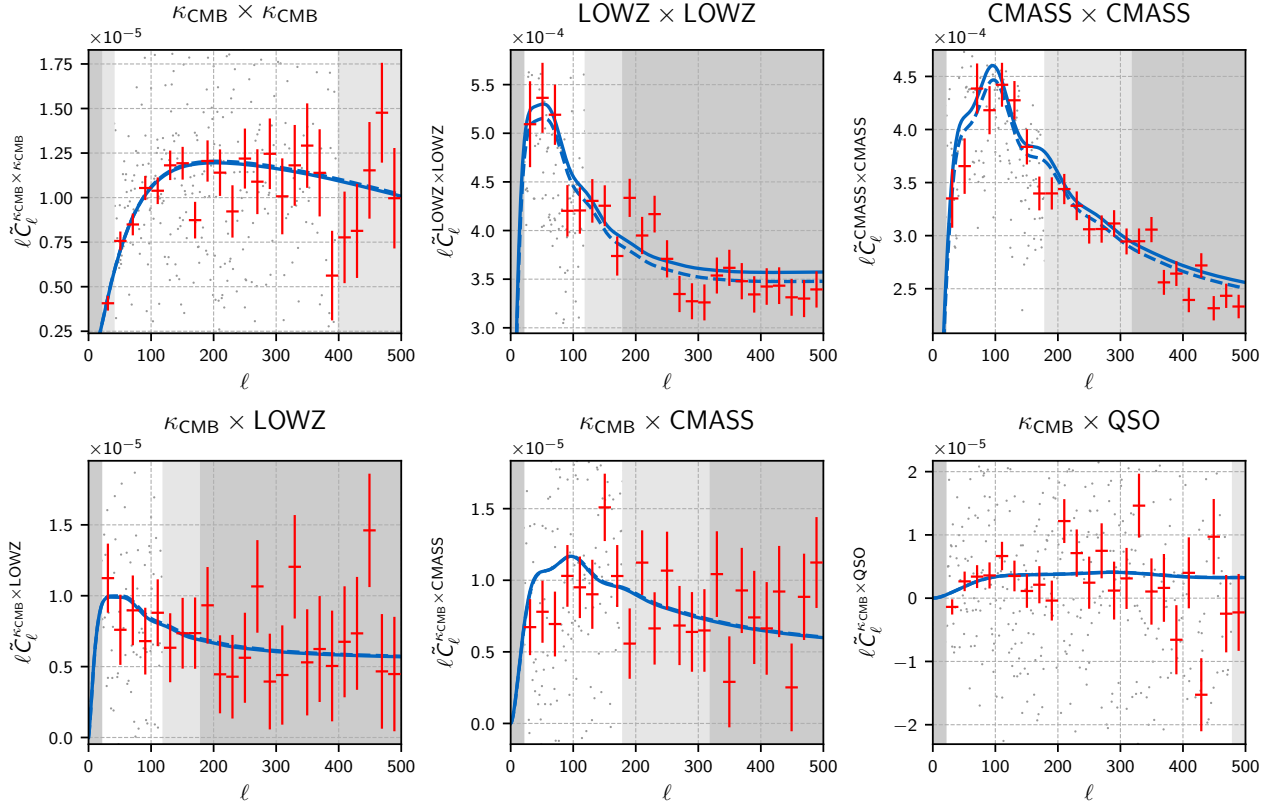 κCMB × κCMB
×10⁻⁵
ℓC̃ℓ^κCMB×κCMB
1.75
1.50
1.25
1.00
0.75
0.50
0.25
0 100 200 300 400 500
ℓ
LOWZ × LOWZ
×10⁻⁴
ℓC̃ℓ^LOWZ×LOWZ
5.5
5.0
4.5
4.0
3.5
3.0
0 100 200 300 400 500
ℓ
CMASS × CMASS
×10⁻⁴
ℓC̃ℓ^CMASS×CMASS
4.5
4.0
3.5
3.0
2.5
0 100 200 300 400 500
ℓ
κCMB × LOWZ
×10⁻⁵
ℓC̃ℓ^κCMB×LOWZ
1.5
1.0
0.5
0.0
0 100 200 300 400 500
ℓ
κCMB × CMASS
×10⁻⁵
ℓC̃ℓ^κCMB×CMASS
1.5
1.0
0.5
0.0
0 100 200 300 400 500
ℓ
κCMB × QSO
×10⁻⁵
ℓC̃ℓ^κCMB×QSO
2
1
0
−1
−2
0 100 200 300 400 500
ℓ